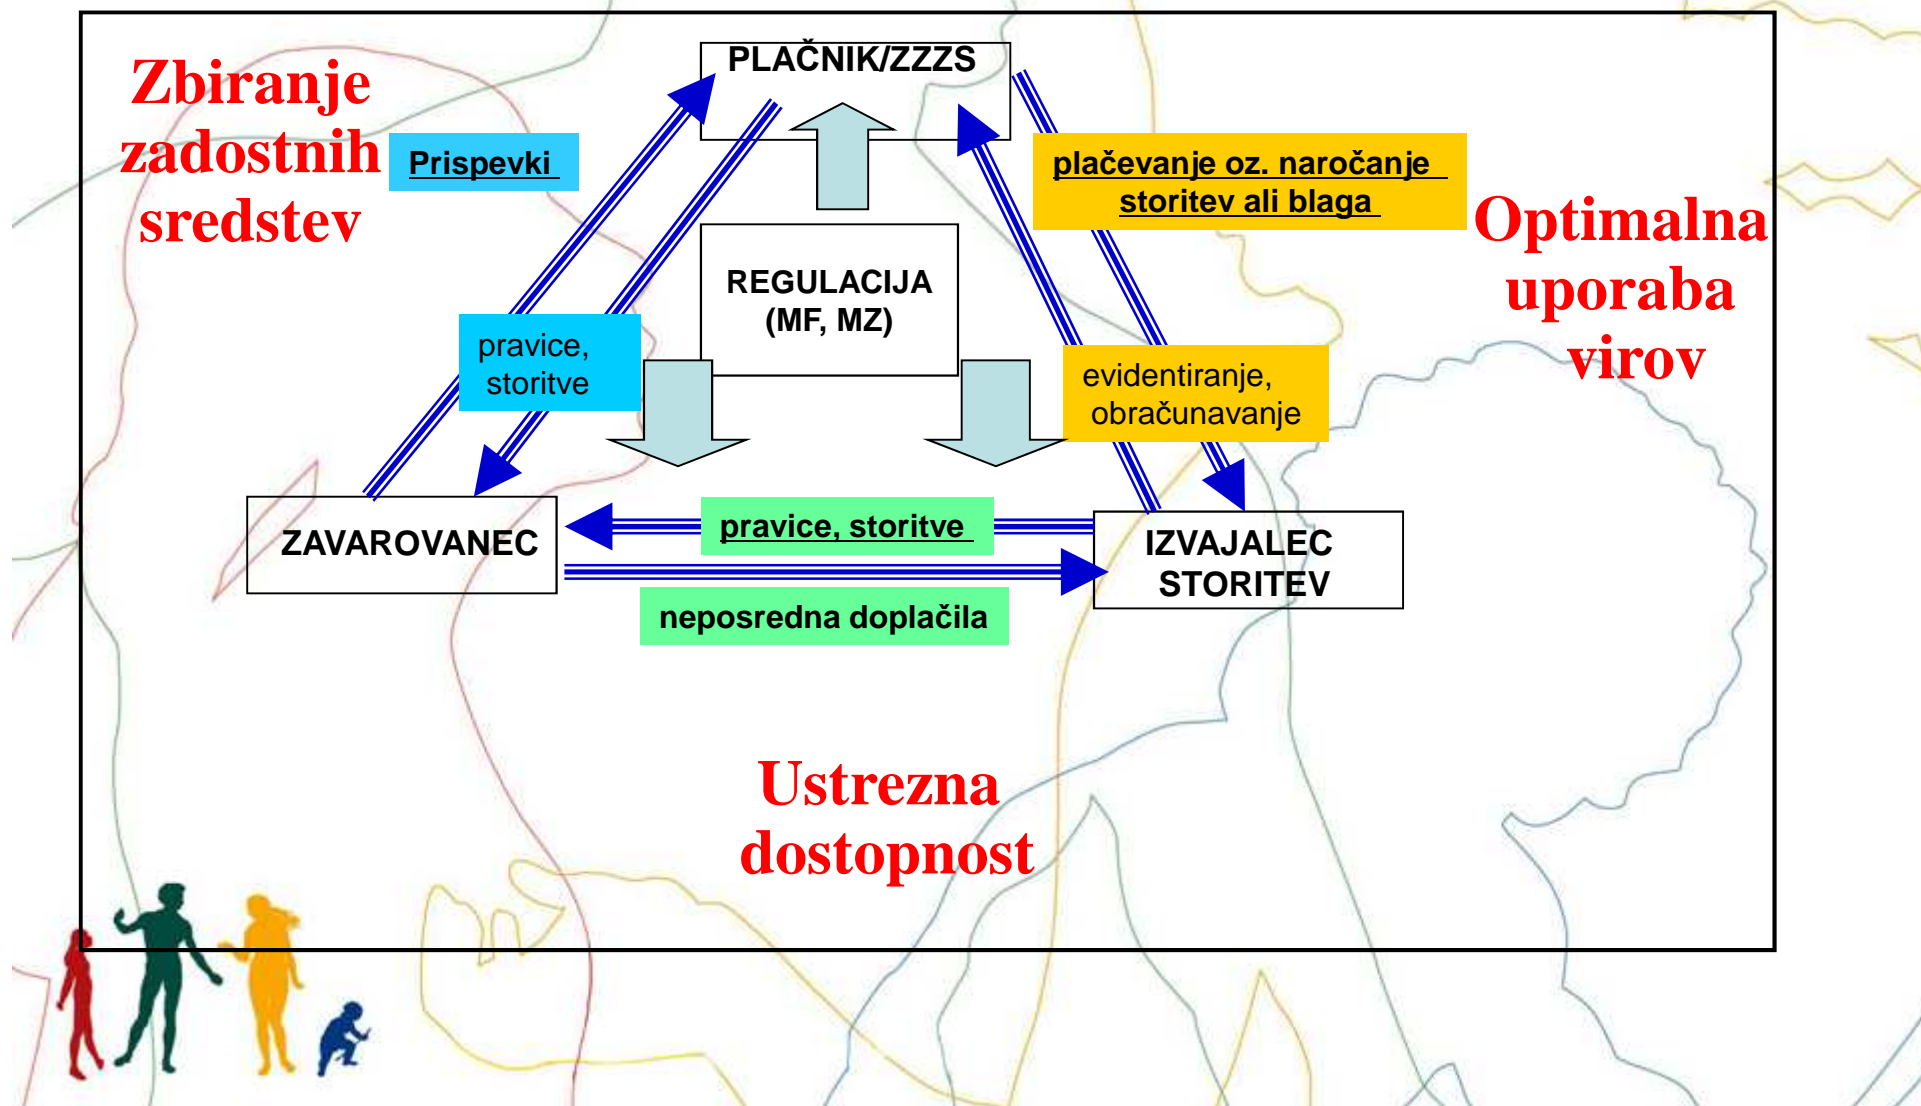 PLAČNIK/ZZZS
Zbiranje
zadostnih
sredstev
Prispevki
plačevanje oz. naročanje
storitev ali blaga
Optimalna
uporaba
virov
REGULACIJA
(MF, MZ)
pravice,
storitve
evidentiranje,
obračunavanje
ZAVAROVANEC
pravice, storitve
IZVAJALEC
STORITEV
neposredna doplačila
Ustrezna
dostopnost